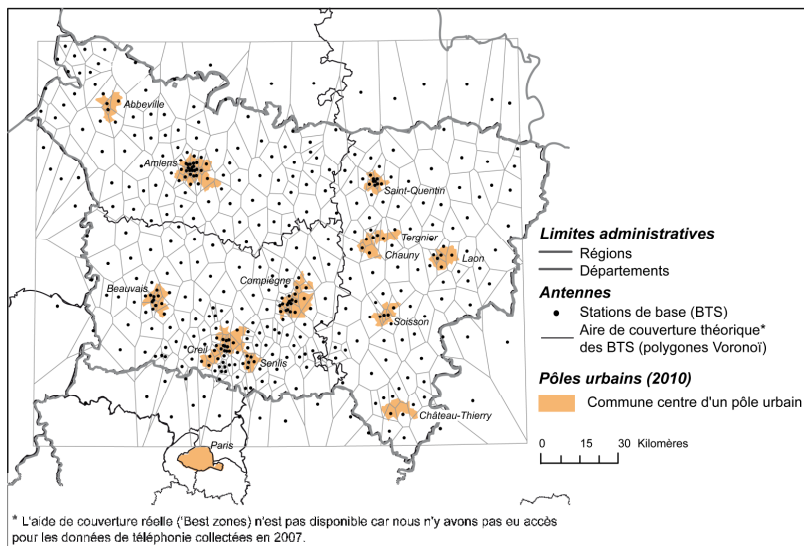 Abbeville
Amiens
Saint-Quentin
Tergnier
Chauny
Laon
Beauvais
Compiègne
Soisson
Creil
Senlis
Château-Thierry
Paris
Limites administratives
Régions
Départements
Antennes
Stations de base (BTS)
Aire de couverture théorique*
des BTS (polygones Voronoï)
Pôles urbains (2010)
Commune centre d'un pôle urbain
0 15 30 Kilomères
* L'aide de couverture réelle ('Best zones) n'est pas disponible car nous n'y avons pas eu accès
pour les données de téléphonie collectées en 2007.